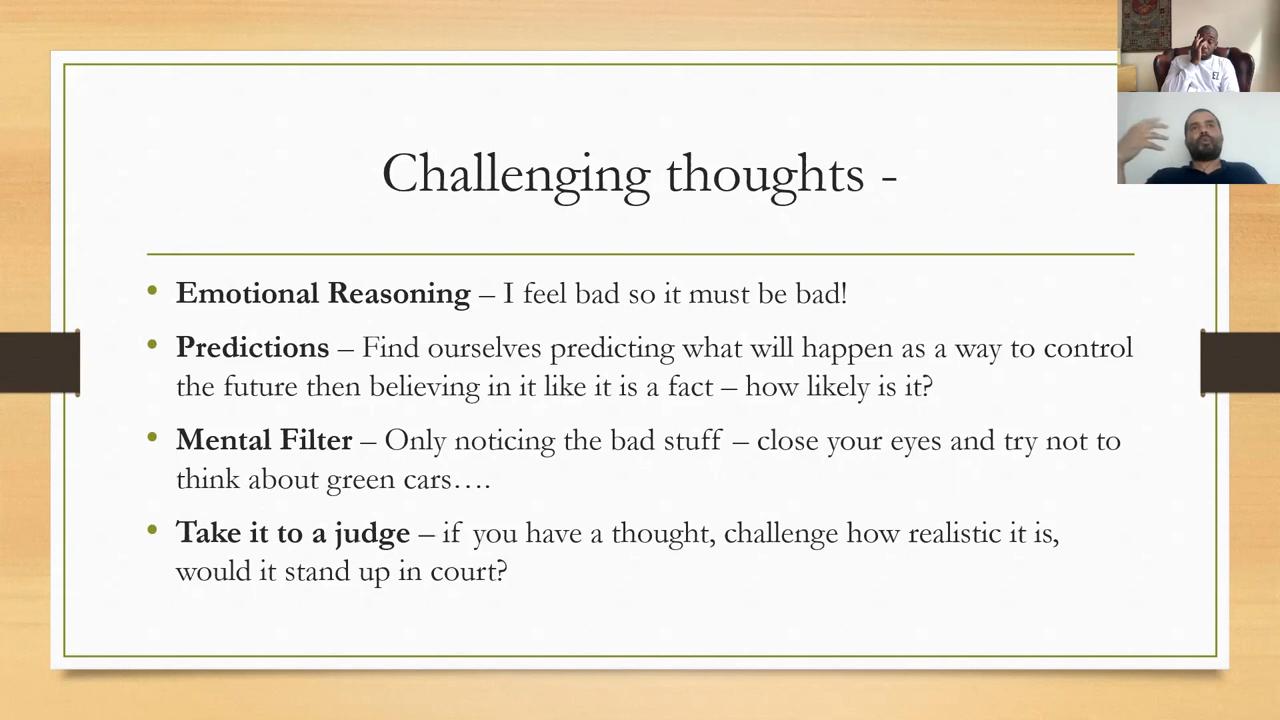 Challenging thoughts -
• Emotional Reasoning – I feel bad so it must be bad!
• Predictions – Find ourselves predicting what will happen as a way to control
the future then believing in it like it is a fact – how likely is it?
• Mental Filter – Only noticing the bad stuff – close your eyes and try not to
think about green cars….
• Take it to a judge – if you have a thought, challenge how realistic it is,
would it stand up in court?